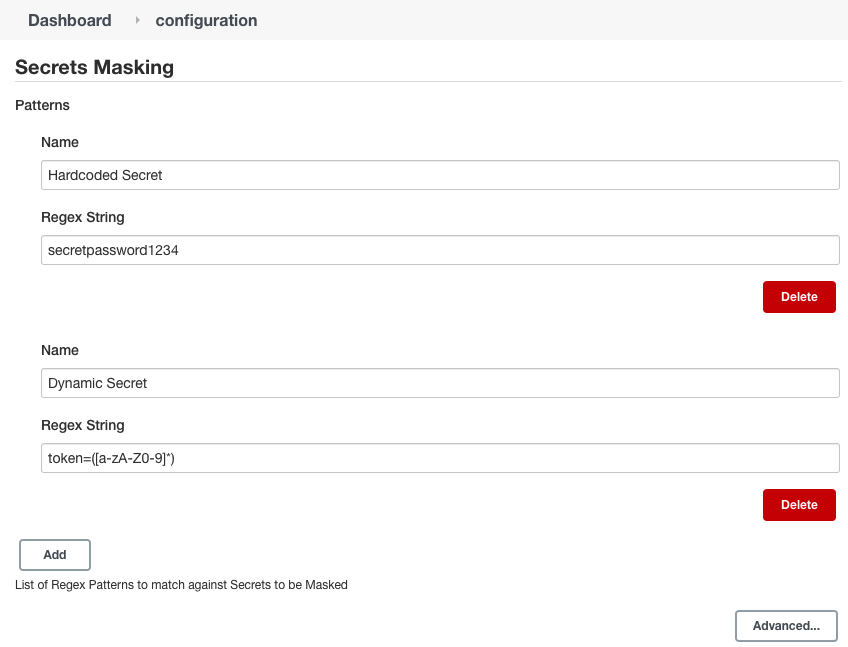 Dashboard configuration
Secrets Masking
Patterns
Name
Hardcoded Secret
Regex String
secretpassword1234
Delete
Name
Dynamic Secret
Regex String
token=([a-zA-Z0-9]*)
Delete
Add
List of Regex Patterns to match against Secrets to be Masked
Advanced...